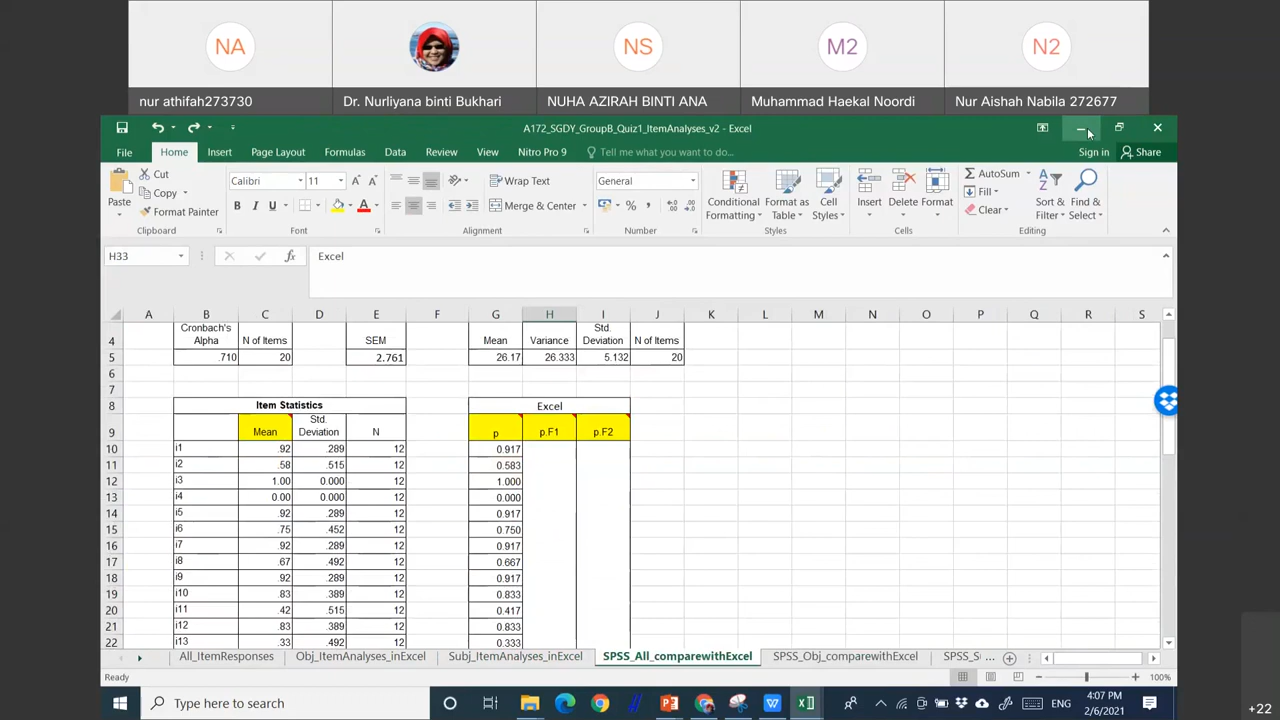 NA NS M2 N2
nur athifah273730 Dr. Nurliyana binti Bukhari NUHA AZIRAH BINTI ANA Muhammad Haekal Noordi Nur Aishah Nabila 272677
A172_SGDY_GroupB_Quiz1_ItemAnalyses_v2 - Excel
File Home Insert Page Layout Formulas Data Review View Nitro Pro 9 Tell me what you want to do... Sign in Share
Cut Calibri 11 Wrap Text General AutoSum
Paste Copy Conditional Format as Cell Insert Delete Format Fill Sort & Find &
Format Painter B I U A Merge & Center % Formatting Table Styles Clear Filter Select
Clipboard Font Alignment Number Styles Cells Editing
H33 fx Excel
A B C D E F G H I J K L M N O P Q R S
Cronbach's Std.
4 Alpha N of Items SEM Mean Variance Deviation N of Items
5 .710 20 2.761 26.17 26.333 5.132 20
6
7
8 Item Statistics Excel
Std.
9 Mean Deviation N p p.F1 p.F2
10 i1 .92 .289 12 0.917
11 i2 .58 .515 12 0.583
12 i3 1.00 0.000 12 1.000
13 i4 0.00 0.000 12 0.000
14 i5 .92 .289 12 0.917
15 i6 .75 .452 12 0.750
16 i7 .92 .289 12 0.917
17 i8 .67 .492 12 0.667
18 i9 .92 .289 12 0.917
19 i10 .83 .389 12 0.833
20 i11 .42 .515 12 0.417
21 i12 .83 .389 12 0.833
22 i13 .33 .492 12 0.333
All_ItemResponses Obj_ItemAnalyses_inExcel Subj_ItemAnalyses_inExcel SPSS_All_comparewithExcel SPSS_Obj_comparewithExcel SPSS_S ...
Ready 100%
Type here to search ENG 4:07 PM
2/6/2021
+22